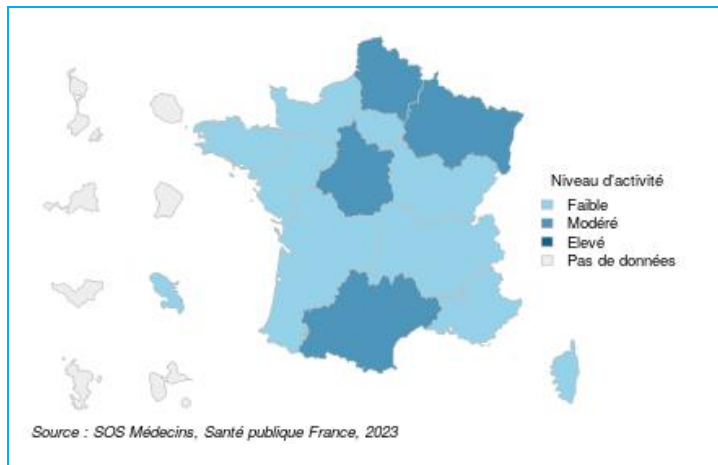 Niveau d'activité
Faible
Modéré
Elevé
Pas de données
Source : SOS Médecins, Santé publique France, 2023